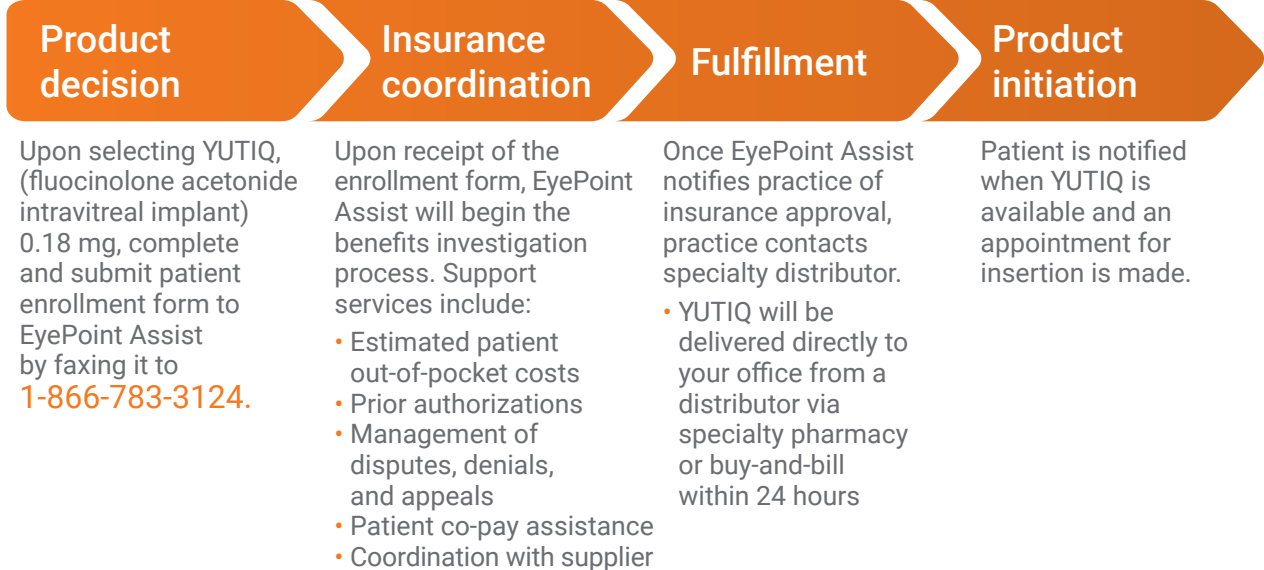 Product
decision
Insurance
coordination
Fulfillment
Product
initiation
Upon selecting YUTIQ,
(fluocinolone acetonide
intravitreal implant)
0.18 mg, complete
and submit patient
enrollment form to
EyePoint Assist
by faxing it to
1-866-783-3124.
Upon receipt of the
enrollment form, EyePoint
Assist will begin the
benefits investigation
process. Support
services include:
• Estimated patient
out-of-pocket costs
• Prior authorizations
• Management of
disputes, denials,
and appeals
• Patient co-pay assistance
• Coordination with supplier
Once EyePoint Assist
notifies practice of
insurance approval,
practice contacts
specialty distributor.
• YUTIQ will be
delivered directly to
your office from a
distributor via
specialty pharmacy
or buy-and-bill
within 24 hours
Patient is notified
when YUTIQ is
available and an
appointment for
insertion is made.